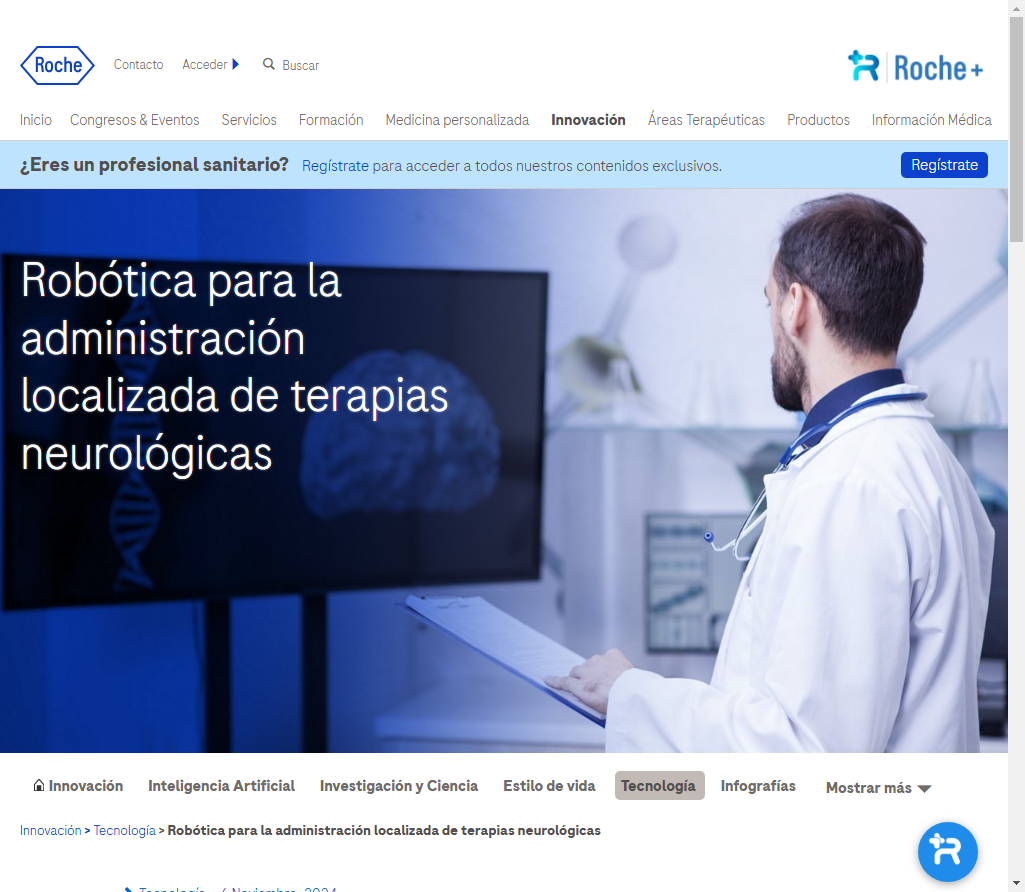 Roche
Contacto
Acceder
Buscar
Roche +
Inicio
Congresos & Eventos
Servicios
Formación
Medicina personalizada
Innovación
Áreas Terapéuticas
Productos
Información Médica
¿Eres un profesional sanitario? Regístrate para acceder a todos nuestros contenidos exclusivos.
Regístrate
Robótica para la
administración
localizada de terapias
neurológicas
Innovación
Inteligencia Artificial
Investigación y Ciencia
Estilo de vida
Tecnología
Infografías
Mostrar más
Innovación > Tecnología > Robótica para la administración localizada de terapias neurológicas
Tecnología